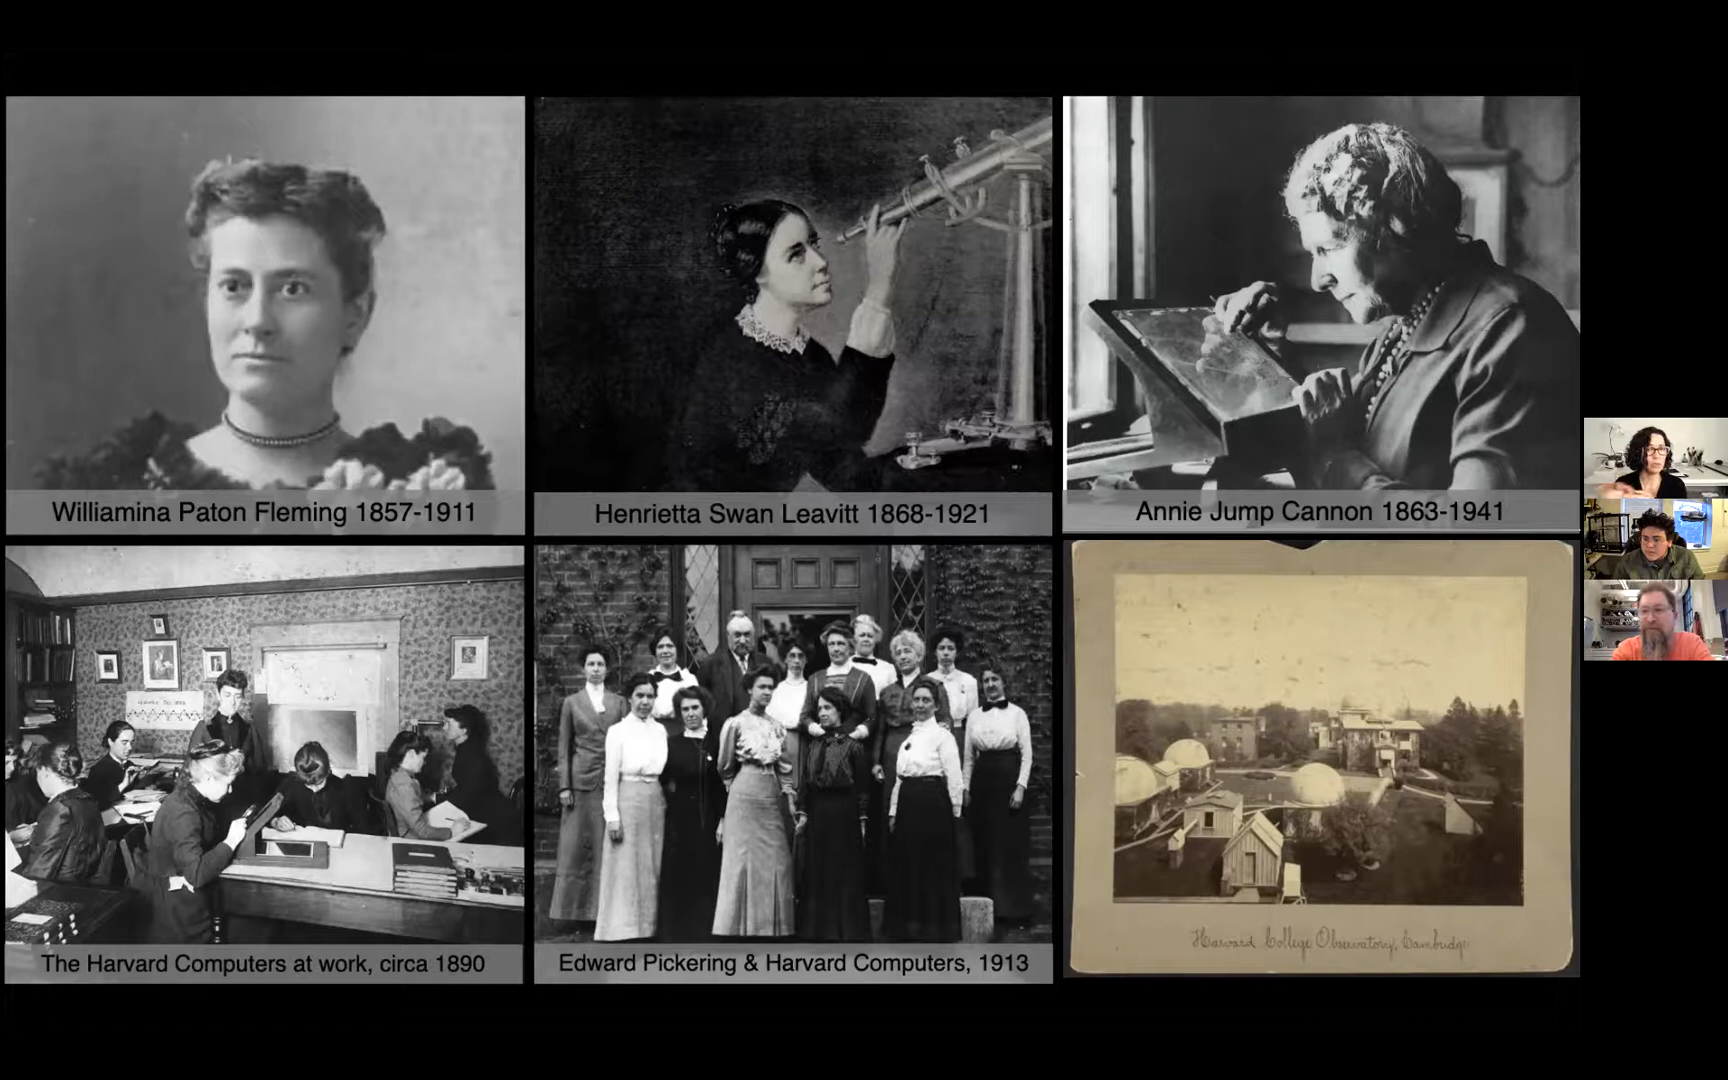 Williamina Paton Fleming 1857-1911
Henrietta Swan Leavitt 1868-1921
Annie Jump Cannon 1863-1941
The Harvard Computers at work, circa 1890
Edward Pickering & Harvard Computers, 1913
Harvard College Observatory, Cambridge